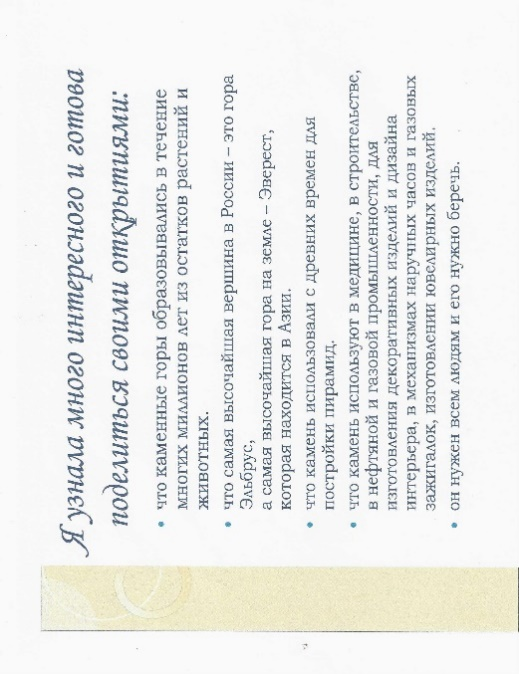 Я узнала много интересного и готова
поделиться своими открытиями:
• что каменные горы образовывались в течение
многих миллионов лет из остатков растений и
животных.
• что самая высочайшая вершина в России – это гора
Эльбрус,
а самая высочайшая гора на земле – Эверест,
которая находится в Азии.
• что камень использовали с древних времен для
постройки пирамид.
• что камень используют в медицине, в строительстве,
в нефтяной и газовой промышленности, для
изготовления декоративных изделий и дизайна
интерьера, в механизмах наручных часов и газовых
зажигалок, изготовлении ювелирных изделий.
• он нужен всем людям и его нужно беречь.